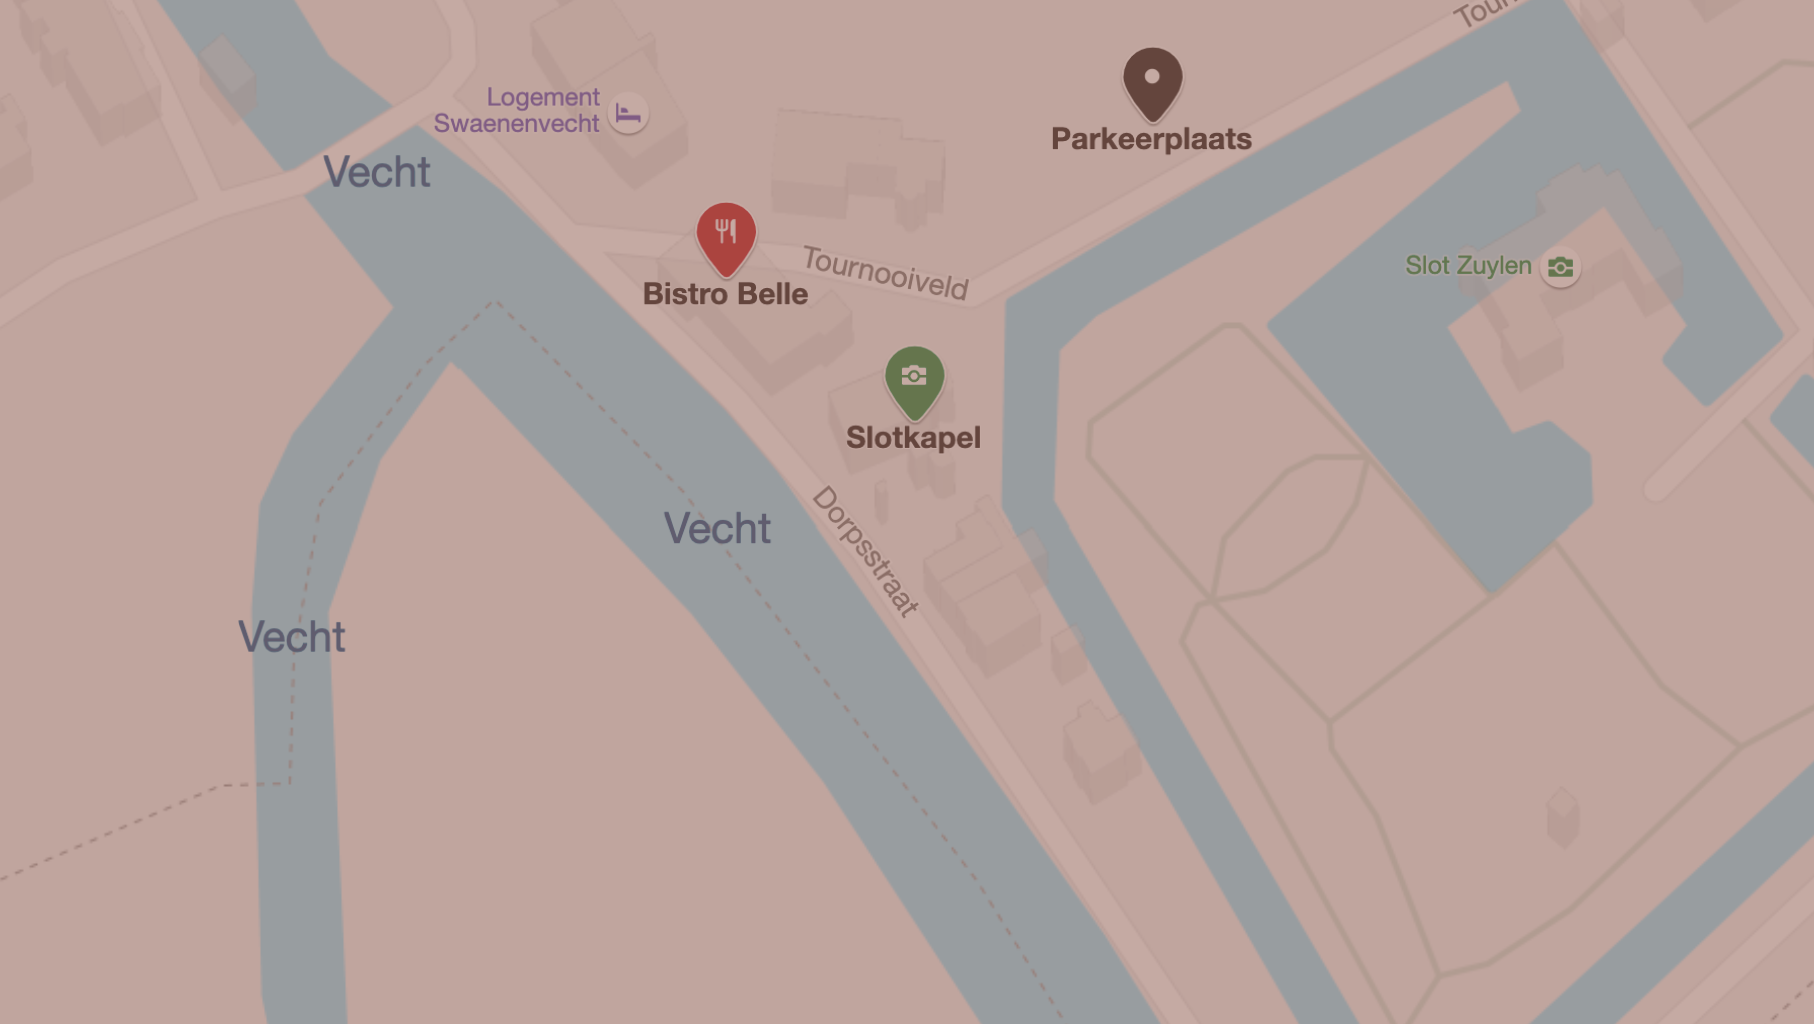 Tour
Logement
Swaenenvecht
Parkeerplaats
Vecht
Tournooiveld
Bistro Belle
Slot Zuylen
Slotkapel
Vecht
Dorpsstraat
Vecht